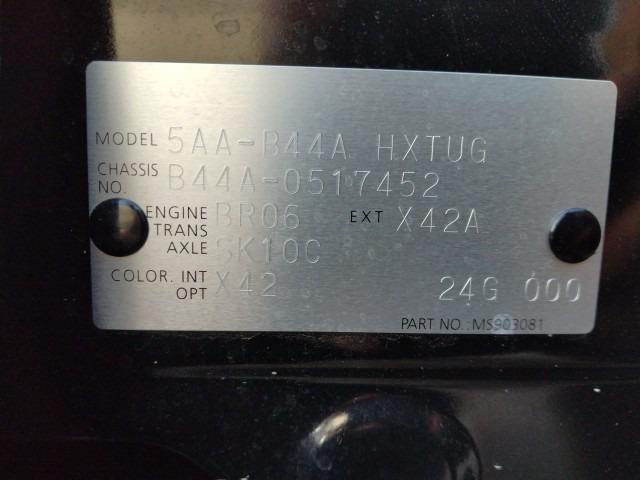 MODEL 5AA-B44A HXTUG
CHASSIS NO. B44A-0517452
ENGINE BR06 EXT X42A
TRANS AXLE SK10C
COLOR. INT X42
OPT 24G 000
PART NO.: MS903081